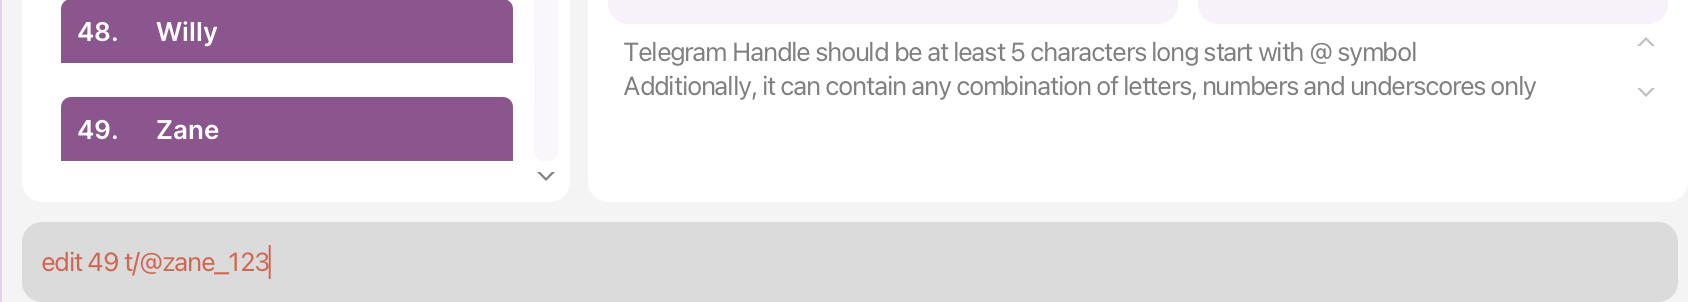 48. Willy
49. Zane
Telegram Handle should be at least 5 characters long start with @ symbol
Additionally, it can contain any combination of letters, numbers and underscores only
edit 49 t/@zane_123